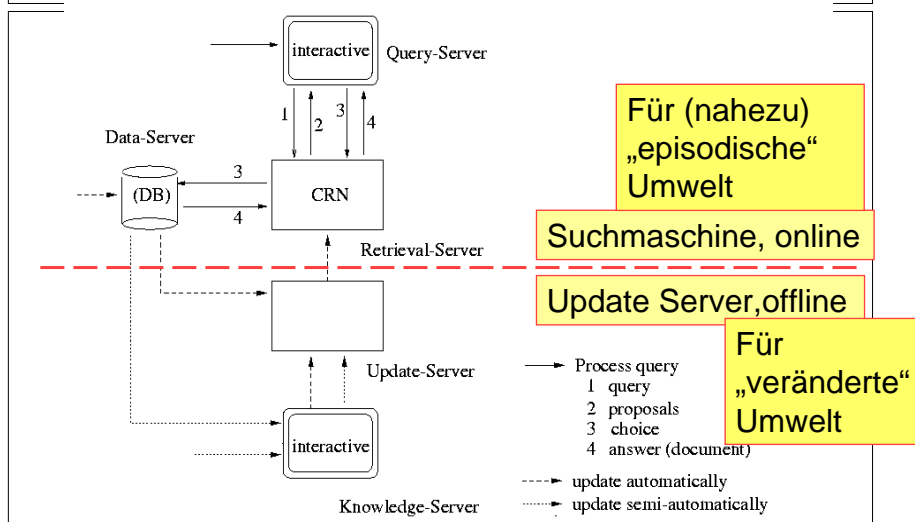 interactive
Query-Server
1
2
3
4
Für (nahezu)
„episodische“
Umwelt
Data-Server
3
(DB)
CRN
4
Suchmaschine, online
Retrieval-Server
Update Server,offline
Für
„veränderte“
Umwelt
Update-Server
Process query
1 query
2 proposals
3 choice
4 answer (document)
interactive
update automatically
Knowledge-Server
update semi-automatically